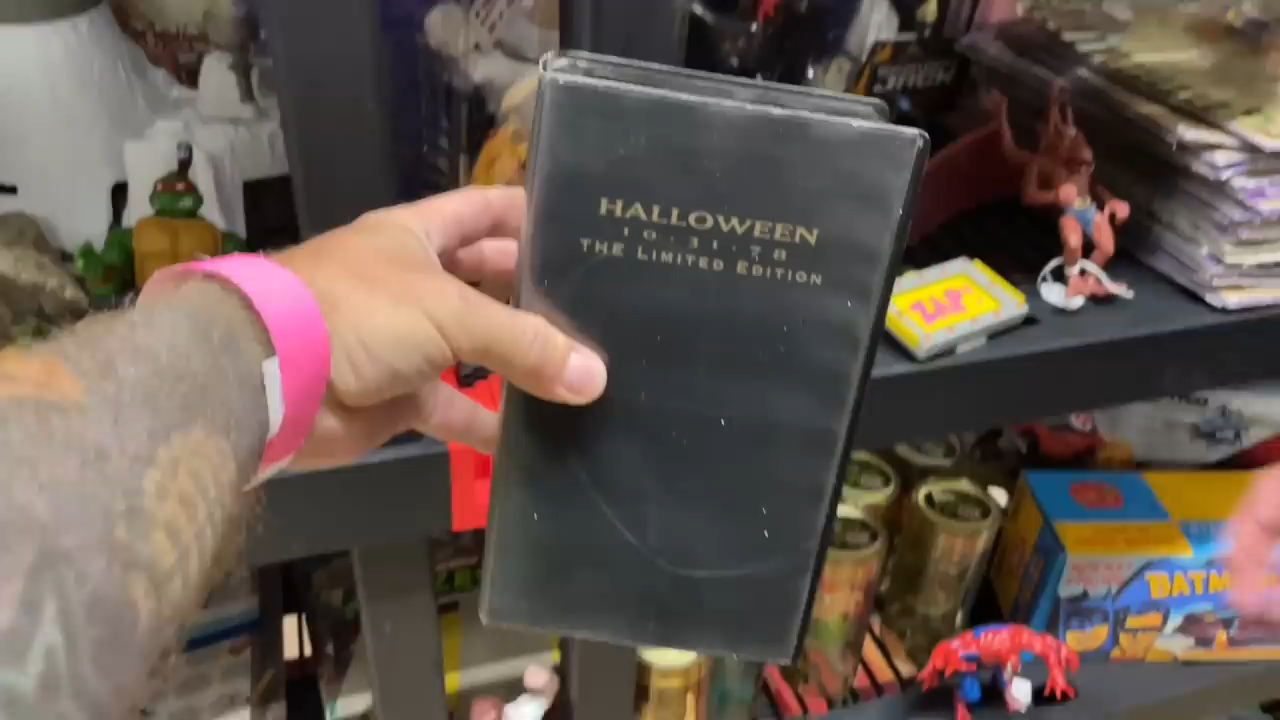 HALLOWEEN
10·31·78
THE LIMITED EDITION
ZAP
BATM